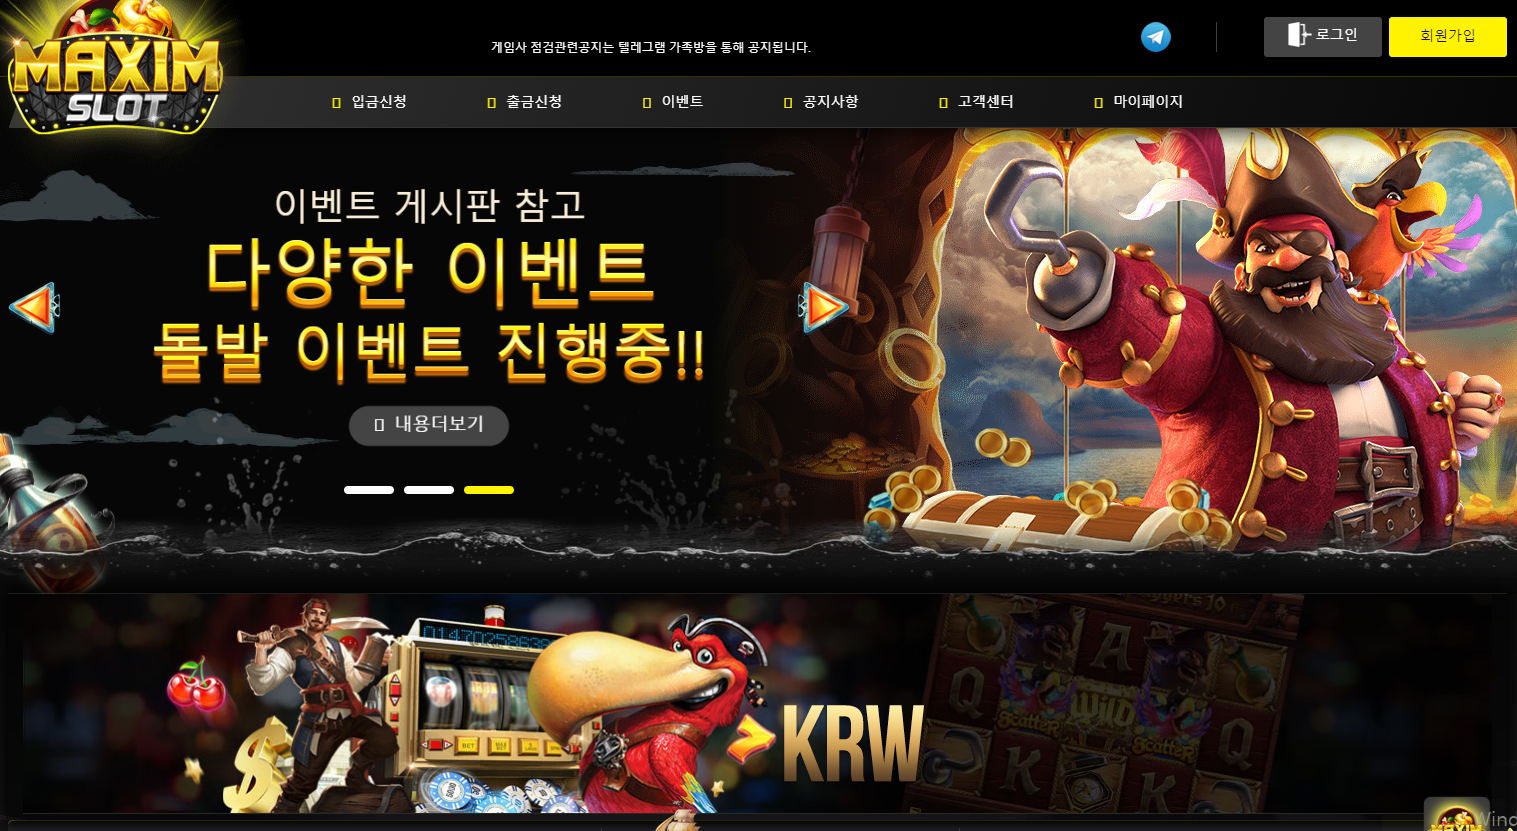 MAXIM
SLOT
게임사 점검관련공지는 텔레그램 가족방을 통해 공지됩니다.
로그인
회원가입
입금신청
출금신청
이벤트
공지사항
고객센터
마이페이지
이벤트 게시판 참고
다양한 이벤트
돌발 이벤트 진행중!!
내용더보기
KRW
A
Q
Wild
Scatter
Scatter
Q
K
K
BET
MAXIM